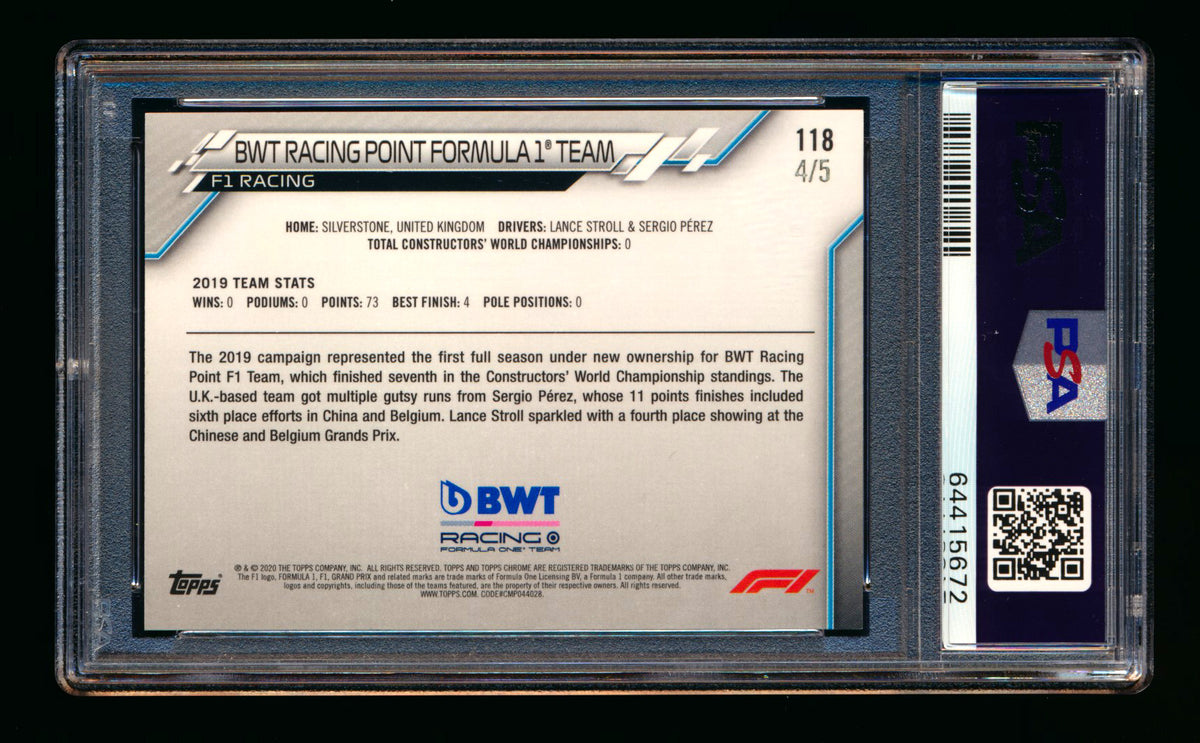 BWT RACING POINT FORMULA 1® TEAM
118
F1 RACING
4/5
HOME: SILVERSTONE, UNITED KINGDOM DRIVERS: LANCE STROLL & SERGIO PÉREZ
TOTAL CONSTRUCTORS' WORLD CHAMPIONSHIPS: 0
2019 TEAM STATS
WINS: 0 PODIUMS: 0 POINTS: 73 BEST FINISH: 4 POLE POSITIONS: 0
The 2019 campaign represented the first full season under new ownership for BWT Racing
Point F1 Team, which finished seventh in the Constructors' World Championship standings. The
U.K.-based team got multiple gutsy runs from Sergio Pérez, whose 11 points finishes included
sixth place efforts in China and Belgium. Lance Stroll sparkled with a fourth place showing at the
Chinese and Belgium Grands Prix.
BWT
RACING
FORMULA ONE™ TEAM
® & © 2020 THE TOPPS COMPANY, INC. ALL RIGHTS RESERVED. TOPPS AND TOPPS CHROME ARE REGISTERED TRADEMARKS OF THE TOPPS COMPANY, INC.
The F1 logo, FORMULA 1, F1, GRAND PRIX and related marks are trade marks of Formula One Licensing BV, a Formula 1 company. All other trade marks,
logos and copyrights, including those of the teams featured, are the property of their respective owners. All rights reserved.
WWW.TOPPS.COM. CODE#CMP044028.
topps
F1™
PSA
PSA
64415672